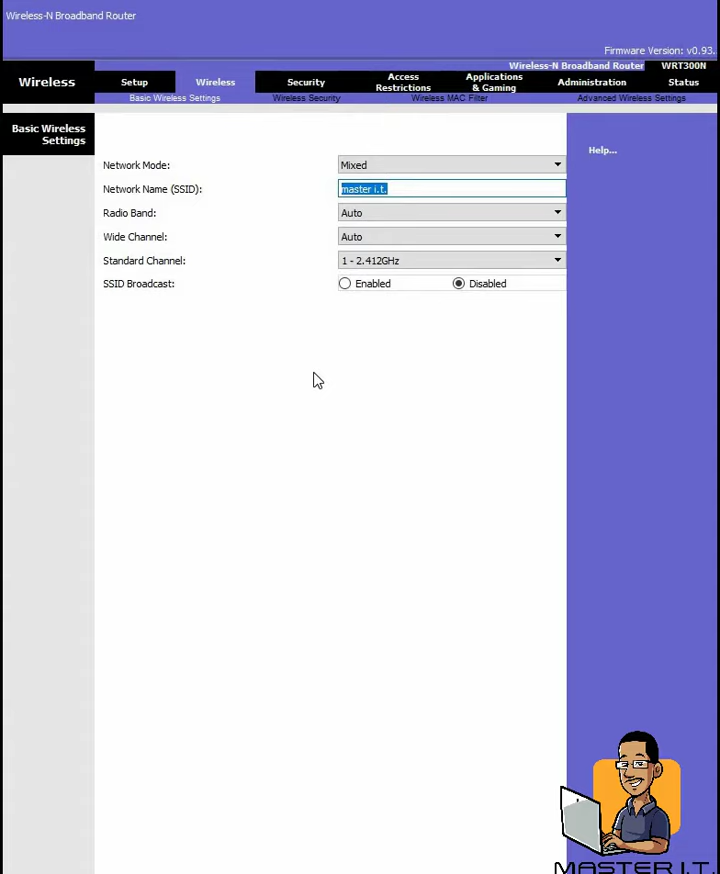 Wireless-N Broadband Router
Firmware Version: v0.93.
Wireless-N Broadband Router WRT300N
Wireless
Setup Wireless Security Access Restrictions Applications & Gaming Administration Status
Basic Wireless Settings Wireless Security Wireless MAC Filter Advanced Wireless Settings
Basic Wireless
Settings
Help...
Network Mode: Mixed
Network Name (SSID): master i.t.
Radio Band: Auto
Wide Channel: Auto
Standard Channel: 1 - 2.412GHz
SSID Broadcast: Enabled Disabled
MASTER I.T.